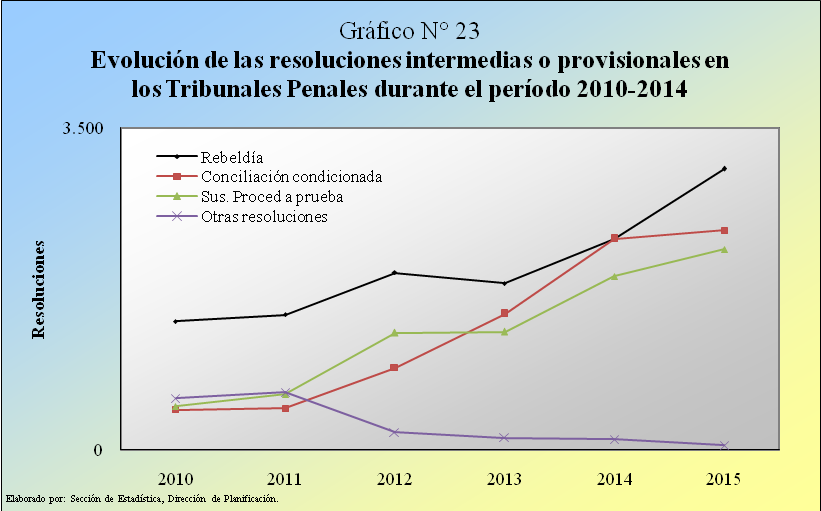 Gráfico N° 23
Evolución de las resoluciones intermedias o provisionales en
los Tribunales Penales durante el período 2010-2014
3.500
Rebeldía
Conciliación condicionada
Sus. Proced a prueba
Otras resoluciones
Resoluciones
0
2010 2011 2012 2013 2014 2015
Elaborado por: Sección de Estadística, Dirección de Planificación.